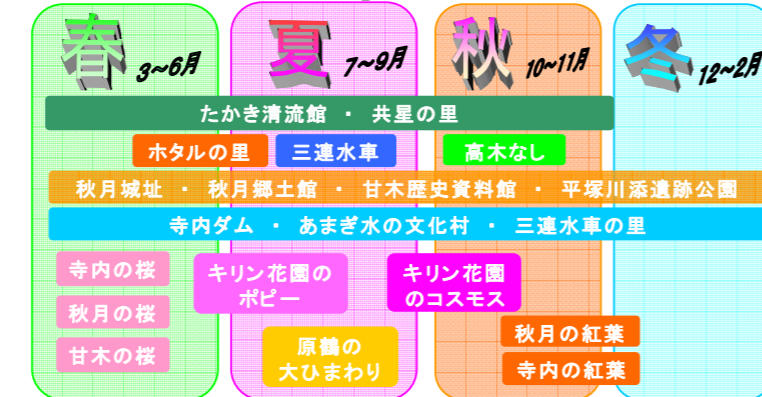 春 3~6月
夏 7~9月
秋 10~11月
冬 12~2月
たかき清流館 ・ 共星の里
ホタルの里
三連水車
高木なし
秋月城址 ・ 秋月郷土館 ・ 甘木歴史資料館 ・ 平塚川添遺跡公園
寺内ダム ・ あまぎ水の文化村 ・ 三連水車の里
寺内の桜
秋月の桜
甘木の桜
キリン花園の
ポピー
キリン花園
のコスモス
原鶴の
大ひまわり
秋月の紅葉
寺内の紅葉